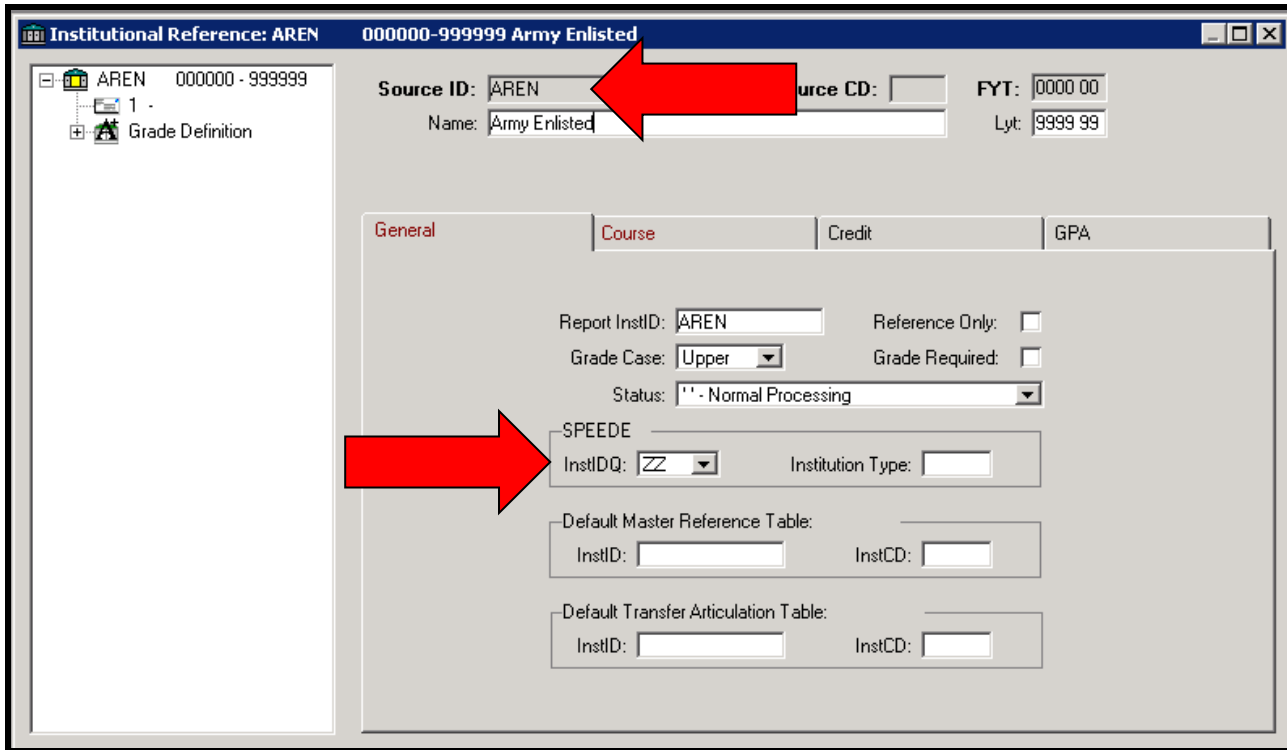 Institutional Reference: AREN 000000-999999 Army Enlisted
AREN 000000 - 999999
1 -
Grade Definition
Source ID: AREN urce CD: FYT: 0000 00
Name: Army Enlisted Lyt: 9999 99
General Course Credit GPA
Report InstID: AREN Reference Only:
Grade Case: Upper Grade Required:
Status: ' ' - Normal Processing
SPEEDE
InstIDQ: ZZ Institution Type:
Default Master Reference Table:
InstID: InstCD:
Default Transfer Articulation Table:
InstID: InstCD: